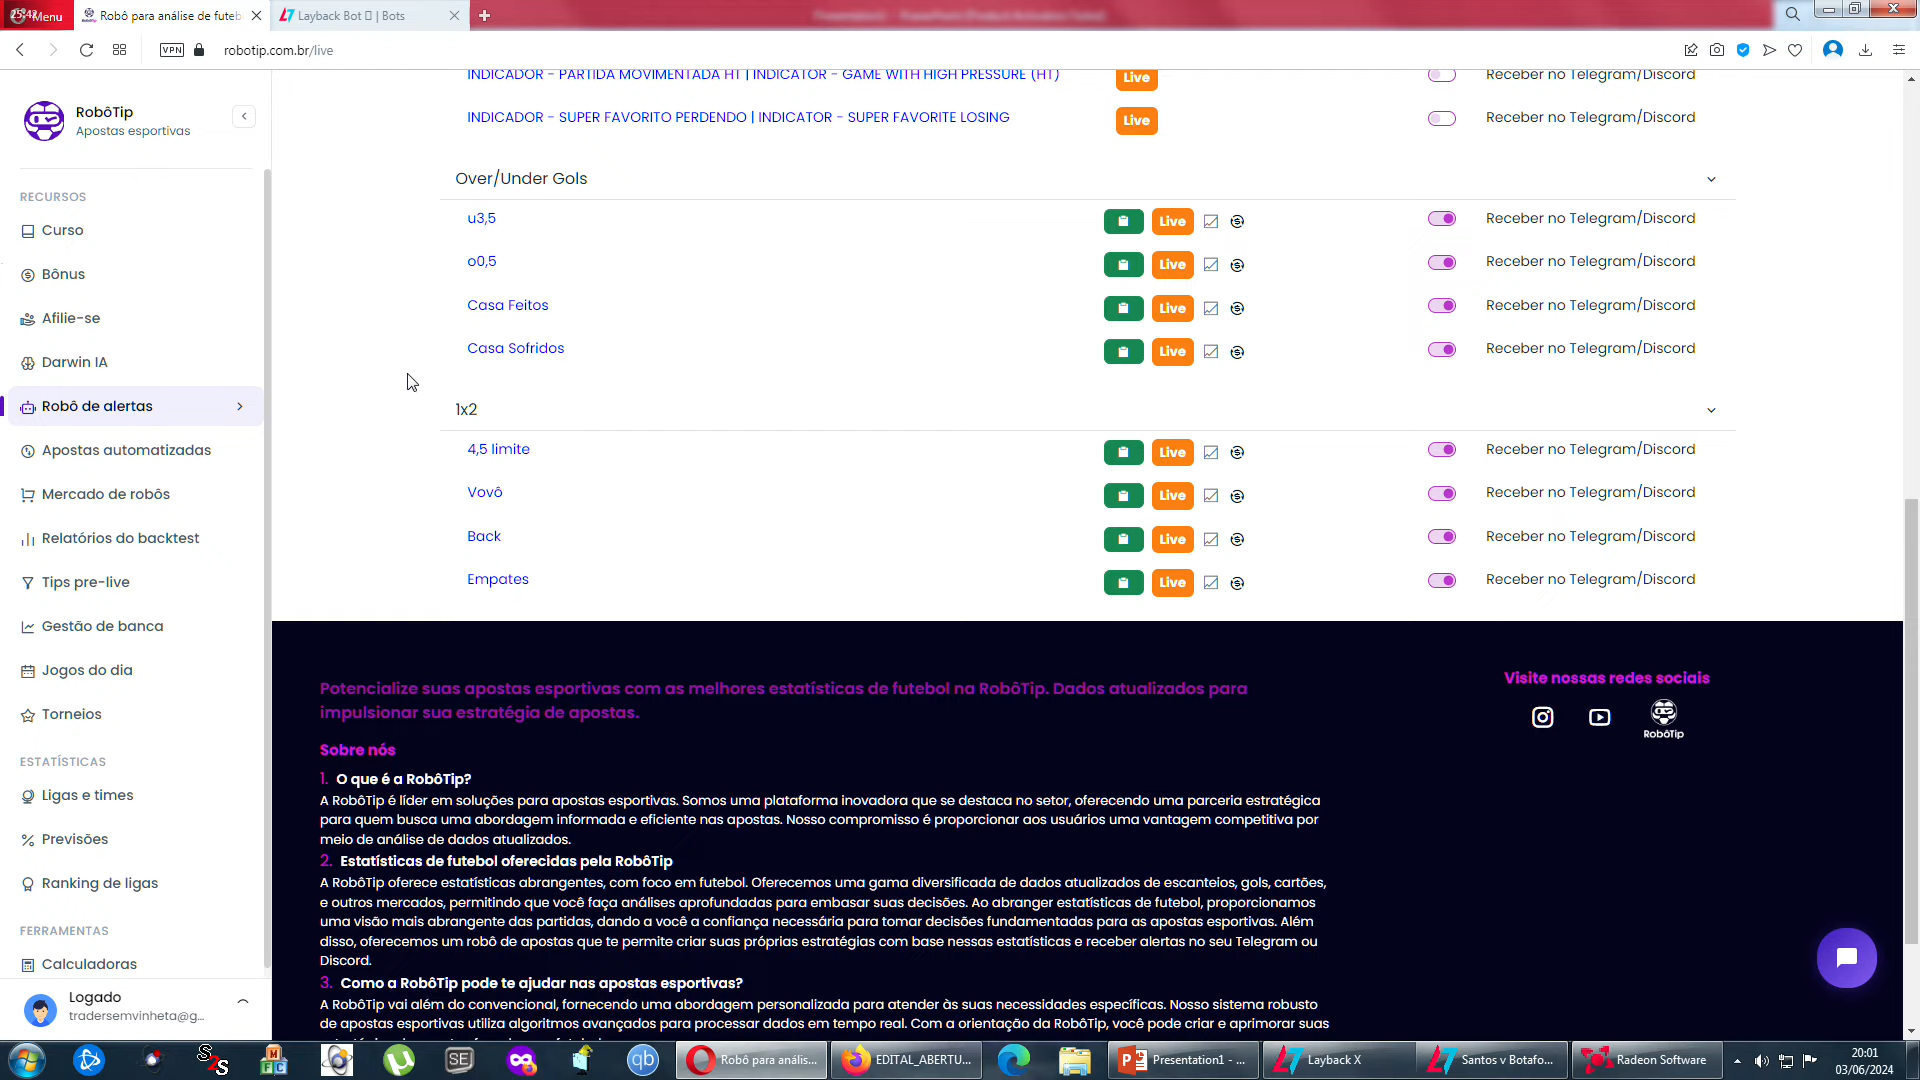 Menu
Robô para análise de futeb
Layback Bot | Bots
VPN
robotip.com.br/live
RobôTip
Apostas esportivas
RECURSOS
Curso
Bônus
Afilie-se
Darwin IA
Robô de alertas
Apostas automatizadas
Mercado de robôs
Relatórios do backtest
Tips pre-live
Gestão de banca
Jogos do dia
Torneios
ESTATÍSTICAS
Ligas e times
Previsões
Ranking de ligas
FERRAMENTAS
Calculadoras
Logado
tradersemvinheta@g...
INDICADOR - PARTIDA MOVIMENTADA HT | INDICATOR - GAME WITH HIGH PRESSURE (HT) Live Receber no Telegram/Discord
INDICADOR - SUPER FAVORITO PERDENDO | INDICATOR - SUPER FAVORITE LOSING Live Receber no Telegram/Discord
Over/Under Gols
u3,5 Live Receber no Telegram/Discord
o0,5 Live Receber no Telegram/Discord
Casa Feitos Live Receber no Telegram/Discord
Casa Sofridos Live Receber no Telegram/Discord
1x2
4,5 limite Live Receber no Telegram/Discord
Vovô Live Receber no Telegram/Discord
Back Live Receber no Telegram/Discord
Empates Live Receber no Telegram/Discord
Potencialize suas apostas esportivas com as melhores estatísticas de futebol na RobôTip. Dados atualizados para
impulsionar sua estratégia de apostas.
Visite nossas redes sociais
RobôTip
Sobre nós
1. O que é a RobôTip?
A RobôTip é líder em soluções para apostas esportivas. Somos uma plataforma inovadora que se destaca no setor, oferecendo uma parceria estratégica
para quem busca uma abordagem informada e eficiente nas apostas. Nosso compromisso é proporcionar aos usuários uma vantagem competitiva por
meio de análise de dados atualizados.
2. Estatísticas de futebol oferecidas pela RobôTip
A RobôTip oferece estatísticas abrangentes, com foco em futebol. Oferecemos uma gama diversificada de dados atualizados de escanteios, gols, cartões,
e outros mercados, permitindo que você faça análises aprofundadas para embasar suas decisões. Ao abranger estatísticas de futebol, proporcionamos
uma visão mais abrangente das partidas, dando a você a confiança necessária para tomar decisões fundamentadas para as apostas esportivas. Além
disso, oferecemos um robô de apostas que te permite criar suas próprias estratégias com base nessas estatísticas e receber alertas no seu Telegram ou
Discord.
3. Como a RobôTip pode te ajudar nas apostas esportivas?
A RobôTip vai além do convencional, fornecendo uma abordagem personalizada para atender às suas necessidades específicas. Nosso sistema robusto
de apostas esportivas utiliza algoritmos avançados para processar dados em tempo real. Com a orientação da RobôTip, você pode criar e aprimorar suas
S2S
M
FC
SE
qb
Robô para anális...
EDITAL_ABERTU...
Presentation1 - ...
Layback X
Santos v Botafo...
Radeon Software
20:01
03/06/2024